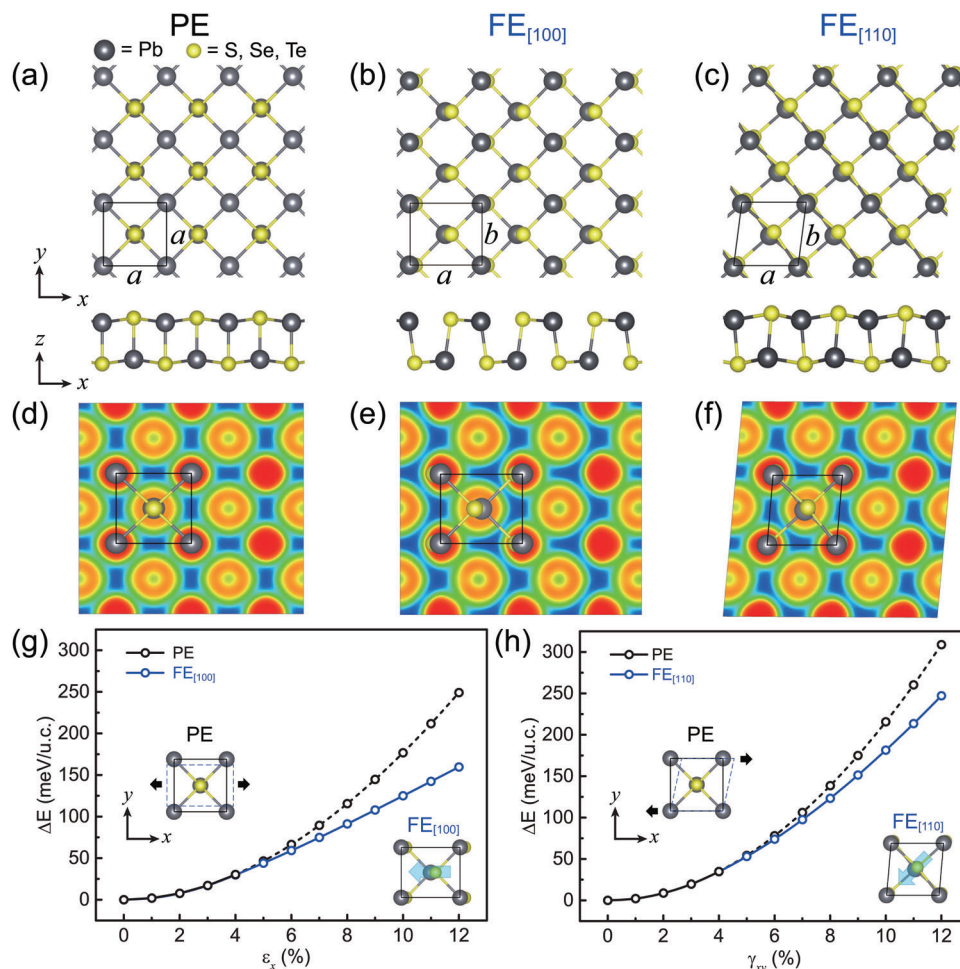 PE
FE[100]
FE[110]
= Pb
= S, Se, Te
(a)
(b)
(c)
a
a
b
a
b
a
y
x
z
x
(d)
(e)
(f)
(g)
300
250
200
150
100
50
0
ΔE (meV/u.c.)
PE
FE[100]
PE
y
x
FE[100]
0 2 4 6 8 10 12
εx (%)
(h)
300
250
200
150
100
50
0
ΔE (meV/u.c.)
PE
FE[110]
PE
y
x
FE[110]
0 2 4 6 8 10 12
γxy (%)